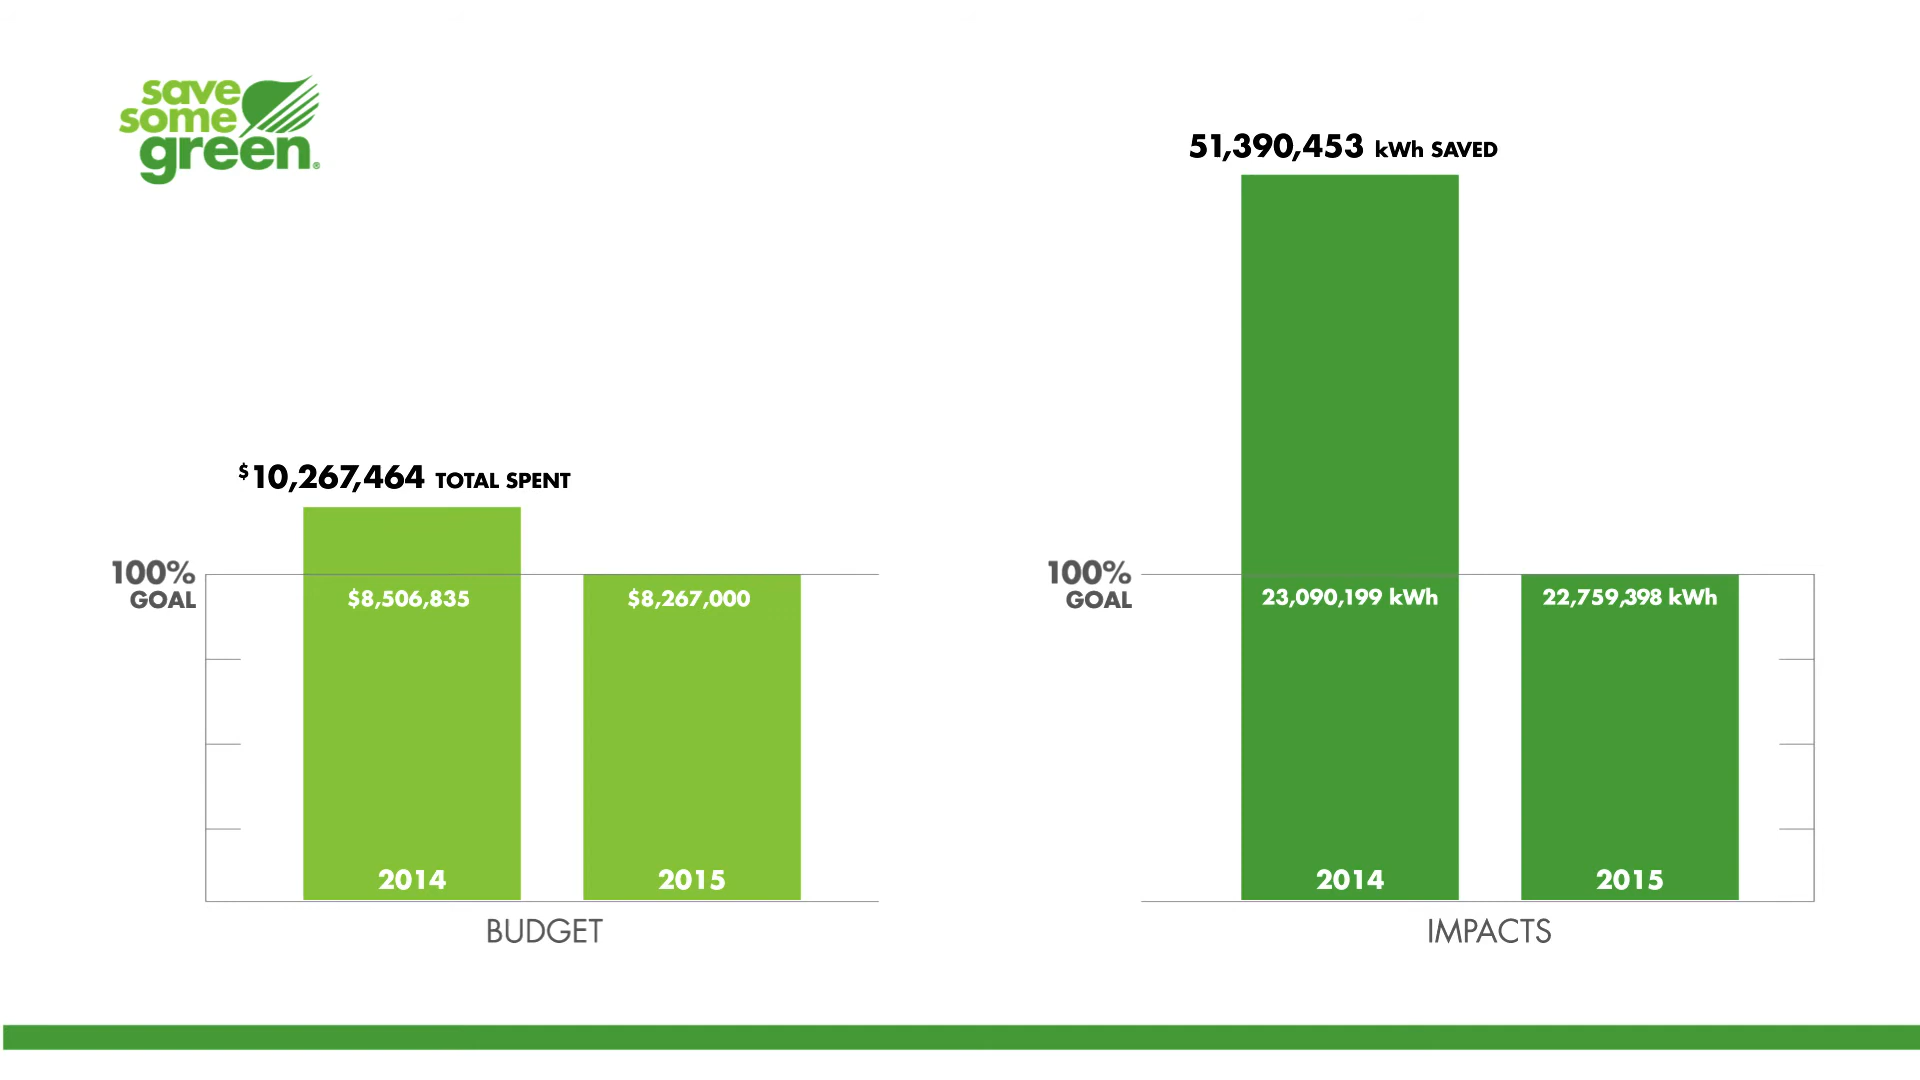 save
some
green®
$10,267,464 TOTAL SPENT
100%
GOAL
$8,506,835
$8,267,000
2014
2015
BUDGET
51,390,453 kWh SAVED
100%
GOAL
23,090,199 kWh
22,759,398 kWh
2014
2015
IMPACTS